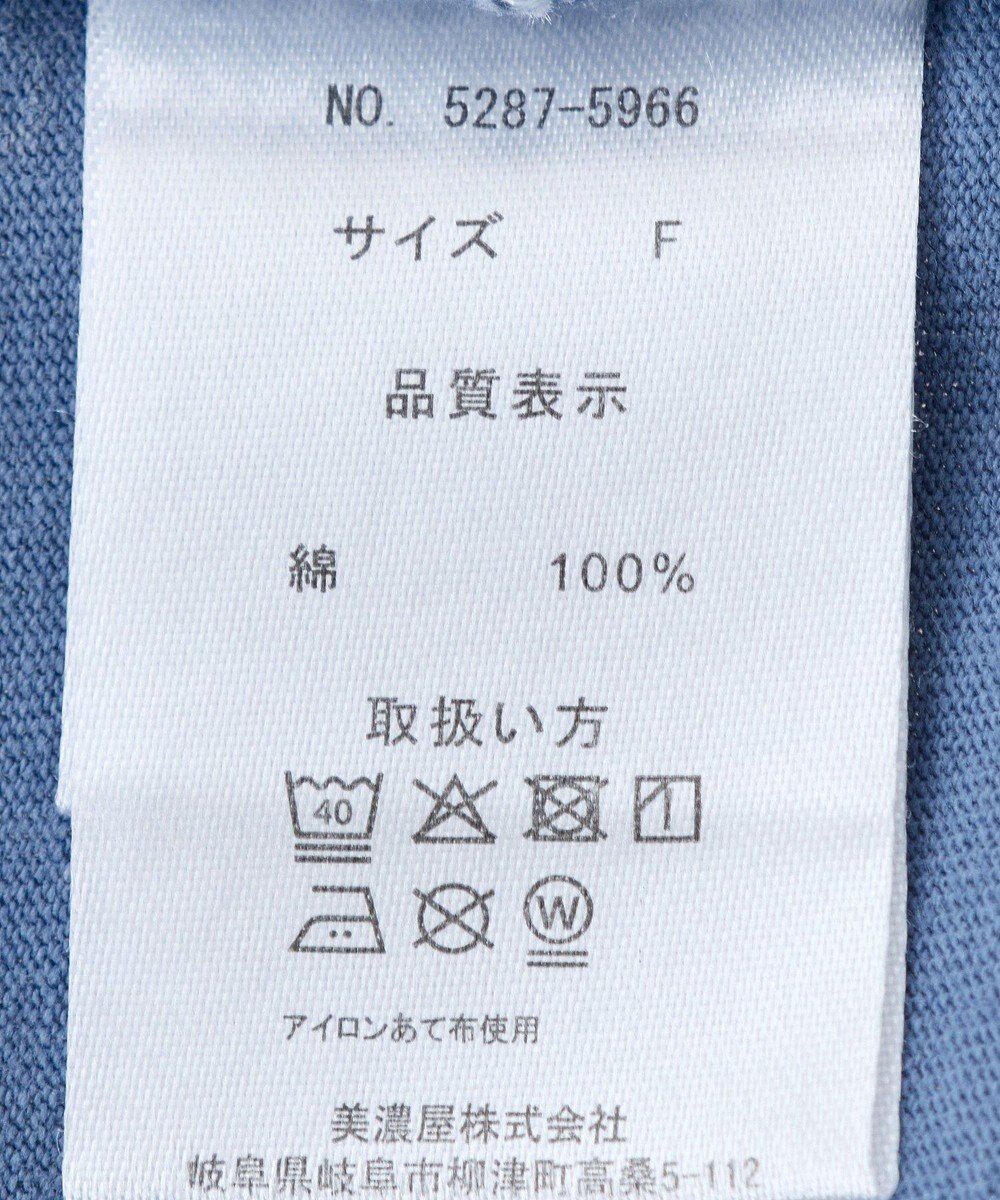 NO. 5287-5966
サイズ F
品質表示
綿 100%
取扱い方
40
W
アイロンあて布使用
美濃屋株式会社
岐阜県岐阜市柳津町高桑5-112